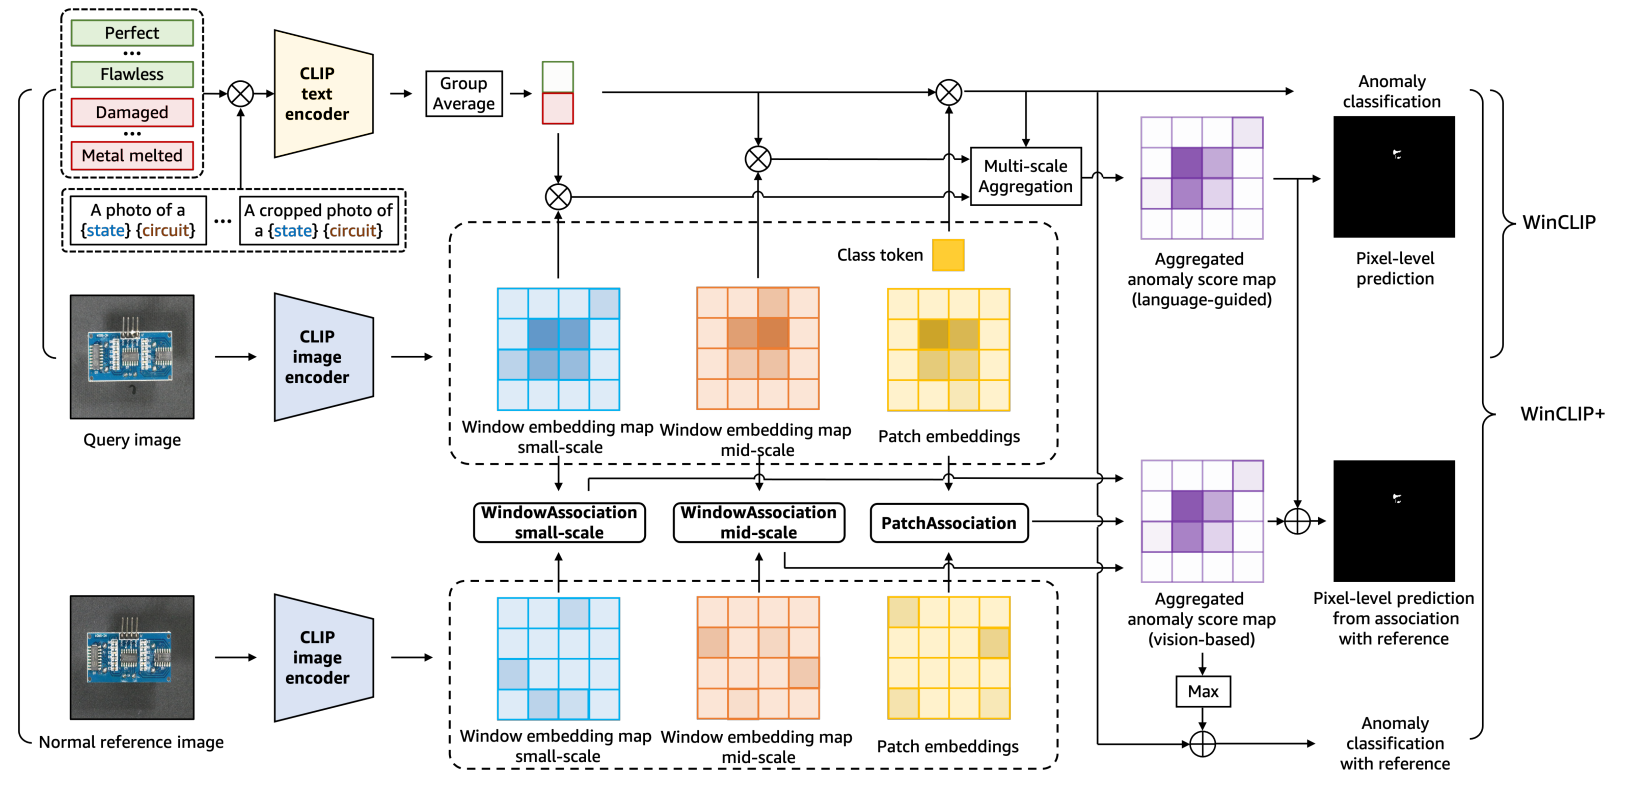 Perfect
...
Flawless
Damaged
...
Metal melted
CLIP
text
encoder
Group
Average
A photo of a
{state} {circuit}
...
A cropped photo of
a {state} {circuit}
Multi-scale
Aggregation
Anomaly
classification
Aggregated
anomaly score map
(language-guided)
Pixel-level
prediction
WinCLIP
Class token
CLIP
image
encoder
Query image
Window embedding map
small-scale
Window embedding map
mid-scale
Patch embeddings
WinCLIP+
WindowAssociation
small-scale
WindowAssociation
mid-scale
PatchAssociation
Aggregated
anomaly score map
(vision-based)
Pixel-level prediction
from association
with reference
CLIP
image
encoder
Normal reference image
Window embedding map
small-scale
Window embedding map
mid-scale
Patch embeddings
Max
Anomaly
classification
with reference